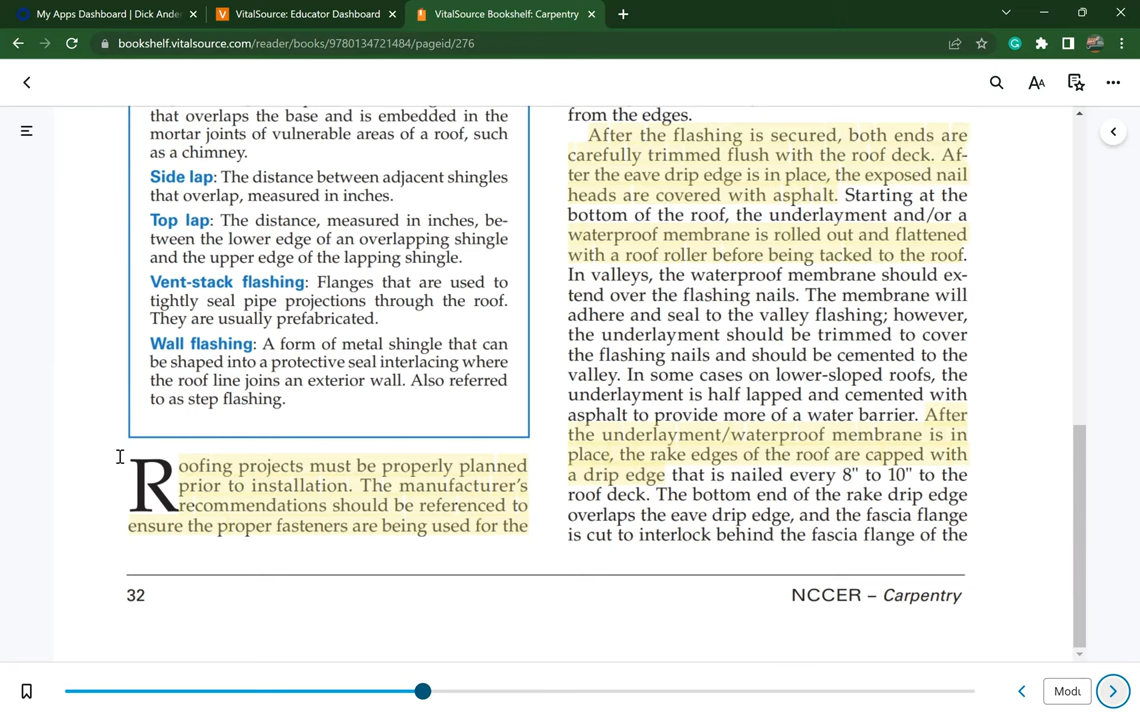 My Apps Dashboard | Dick Ander
VitalSource: Educator Dashboard
VitalSource Bookshelf: Carpentry
bookshelf.vitalsource.com/reader/books/9780134721484/pageid/276
that overlaps the base and is embedded in the
mortar joints of vulnerable areas of a roof, such
as a chimney.
Side lap: The distance between adjacent shingles
that overlap, measured in inches.
Top lap: The distance, measured in inches, be-
tween the lower edge of an overlapping shingle
and the upper edge of the lapping shingle.
Vent-stack flashing: Flanges that are used to
tightly seal pipe projections through the roof.
They are usually prefabricated.
Wall flashing: A form of metal shingle that can
be shaped into a protective seal interlacing where
the roof line joins an exterior wall. Also referred
to as step flashing.
Roofing projects must be properly planned
prior to installation. The manufacturer's
recommendations should be referenced to
ensure the proper fasteners are being used for the
from the edges.
After the flashing is secured, both ends are
carefully trimmed flush with the roof deck. Af-
ter the eave drip edge is in place, the exposed nail
heads are covered with asphalt. Starting at the
bottom of the roof, the underlayment and/or a
waterproof membrane is rolled out and flattened
with a roof roller before being tacked to the roof.
In valleys, the waterproof membrane should ex-
tend over the flashing nails. The membrane will
adhere and seal to the valley flashing; however,
the underlayment should be trimmed to cover
the flashing nails and should be cemented to the
valley. In some cases on lower-sloped roofs, the
underlayment is half lapped and cemented with
asphalt to provide more of a water barrier. After
the underlayment/waterproof membrane is in
place, the rake edges of the roof are capped with
a drip edge that is nailed every 8" to 10" to the
roof deck. The bottom end of the rake drip edge
overlaps the eave drip edge, and the fascia flange
is cut to interlock behind the fascia flange of the
32
NCCER – Carpentry
Modu